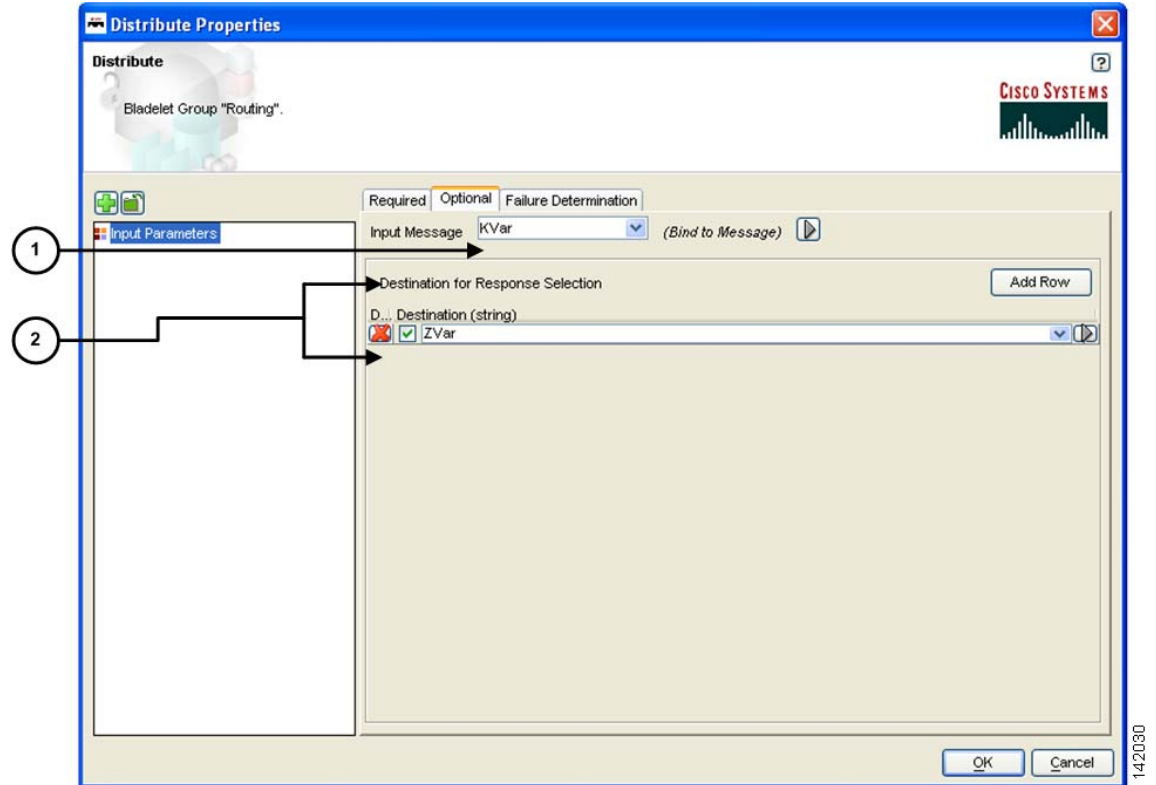 Distribute Properties
Distribute
Bladelet Group "Routing".
CISCO SYSTEMS
Required Optional Failure Determination
Input Parameters
Input Message KVar (Bind to Message)
1
Destination for Response Selection Add Row
D... Destination (string)
2
ZVar
OK Cancel
142030